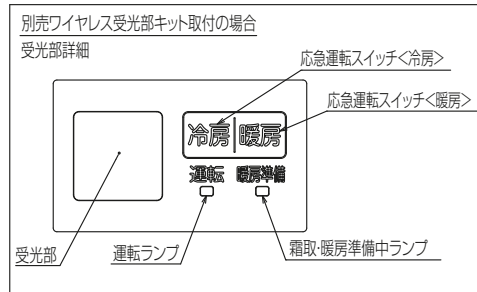 別売ワイヤレス受光部キット取付の場合
受光部詳細
応急運転スイッチ<冷房>
応急運転スイッチ<暖房>
冷房 暖房
運転 暖房準備
受光部
運転ランプ
霜取・暖房準備中ランプ